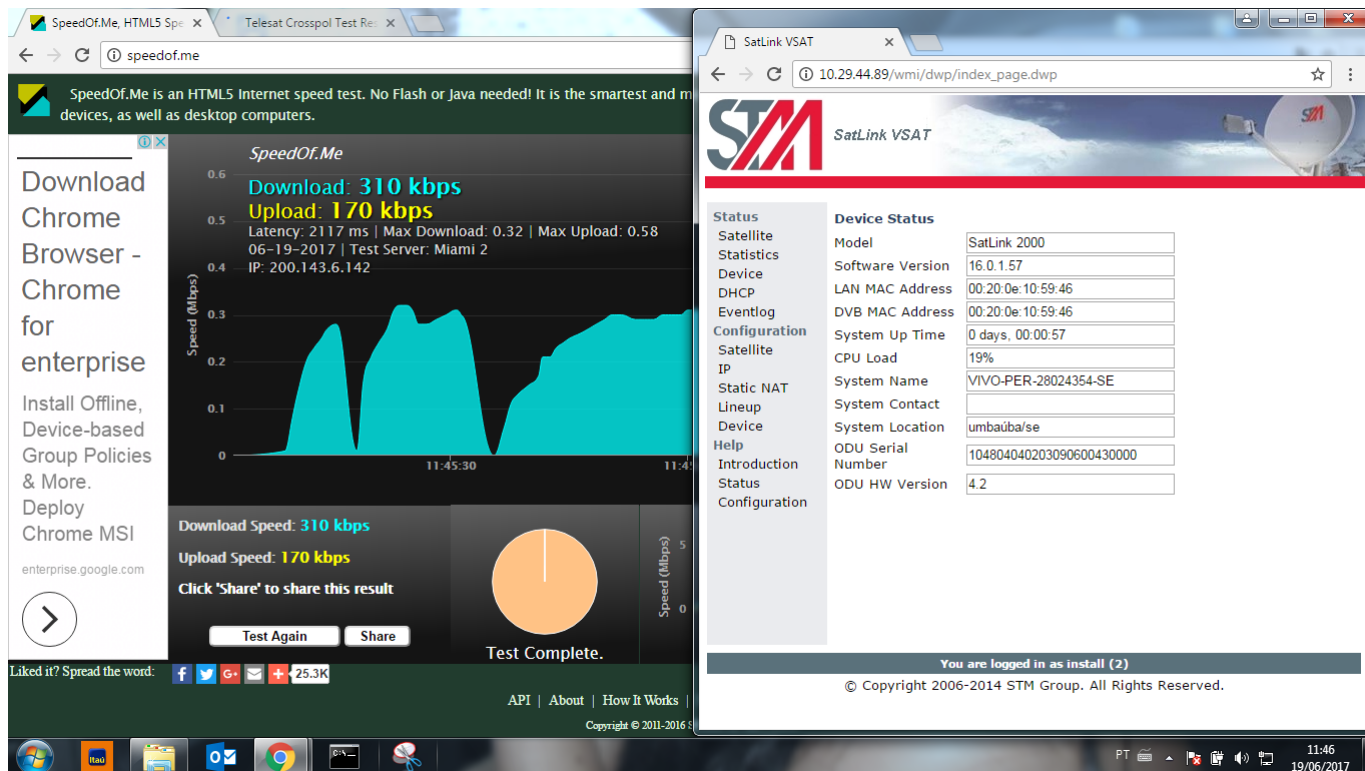 SpeedOf.Me, HTML5 Spe
Telesat Crosspol Test Re
speedof.me
SpeedOf.Me is an HTML5 Internet speed test. No Flash or Java needed! It is the smartest and m
devices, as well as desktop computers.
Download
Chrome
Browser -
Chrome
for
enterprise
Install Offline,
Device-based
Group Policies
& More.
Deploy
Chrome MSI
enterprise.google.com
SpeedOf.Me
Download: 310 kbps
Upload: 170 kbps
Latency: 2117 ms | Max Download: 0.32 | Max Upload: 0.58
06-19-2017 | Test Server: Miami 2
IP: 200.143.6.142
Speed (Mbps)
0.6
0.5
0.4
0.3
0.2
0.1
0
11:45:30
11:45
Download Speed: 310 kbps
Upload Speed: 170 kbps
Click 'Share' to share this result
Test Again
Share
Test Complete.
Speed (Mbps)
5
0
Liked it? Spread the word:
25.3K
API | About | How It Works |
Copyright © 2011-2016 S
SatLink VSAT
10.29.44.89/wmi/dwp/index_page.dwp
STM
SatLink VSAT
STM
Status
Satellite
Statistics
Device
DHCP
Eventlog
Configuration
Satellite
IP
Static NAT
Lineup
Device
Help
Introduction
Status
Configuration
Device Status
Model SatLink 2000
Software Version 16.0.1.57
LAN MAC Address 00:20:0e:10:59:46
DVB MAC Address 00:20:0e:10:59:46
System Up Time 0 days, 00:00:57
CPU Load 19%
System Name VIVO-PER-28024354-SE
System Contact
System Location umbaúba/se
ODU Serial
Number 104804040203090600430000
ODU HW Version 4.2
You are logged in as install (2)
© Copyright 2006-2014 STM Group. All Rights Reserved.
Itaú
PT
11:46
19/06/2017